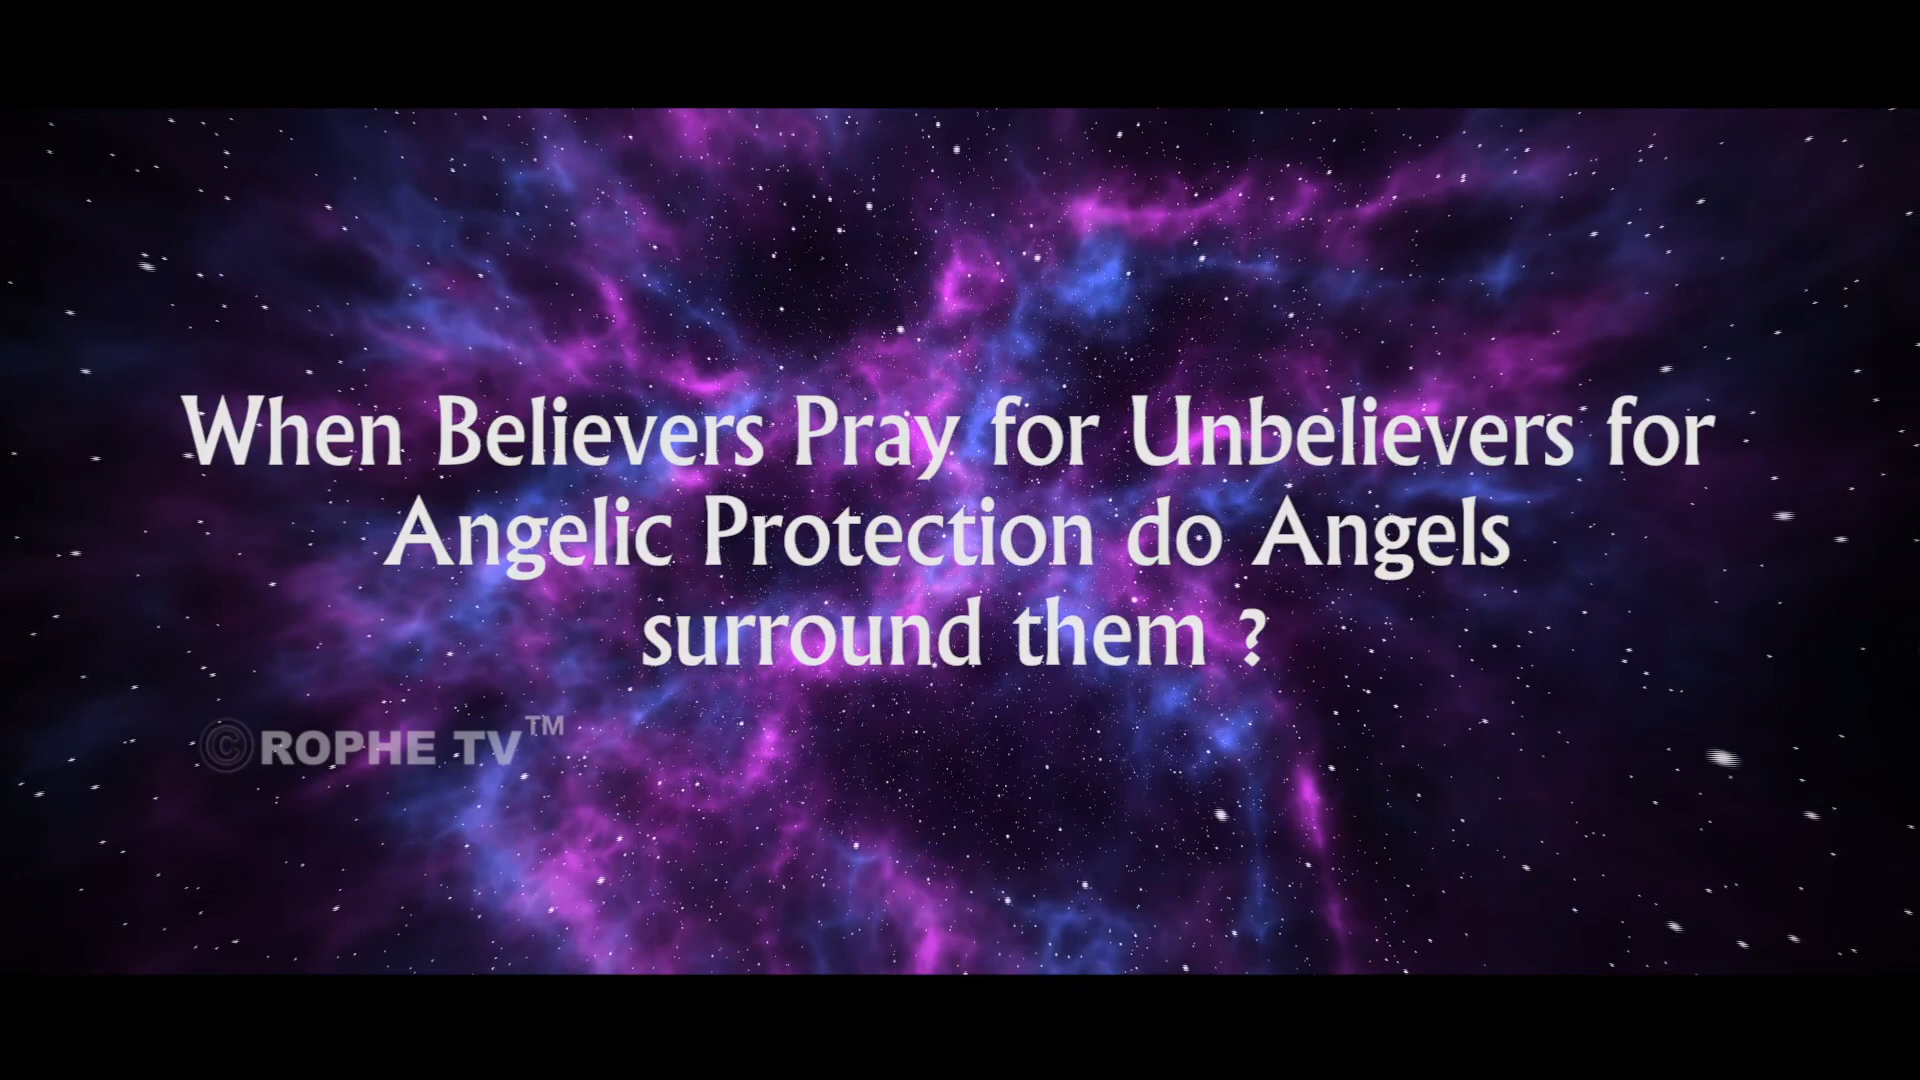 When Believers Pray for Unbelievers for
Angelic Protection do Angels
surround them ?
©ROPHE TV™